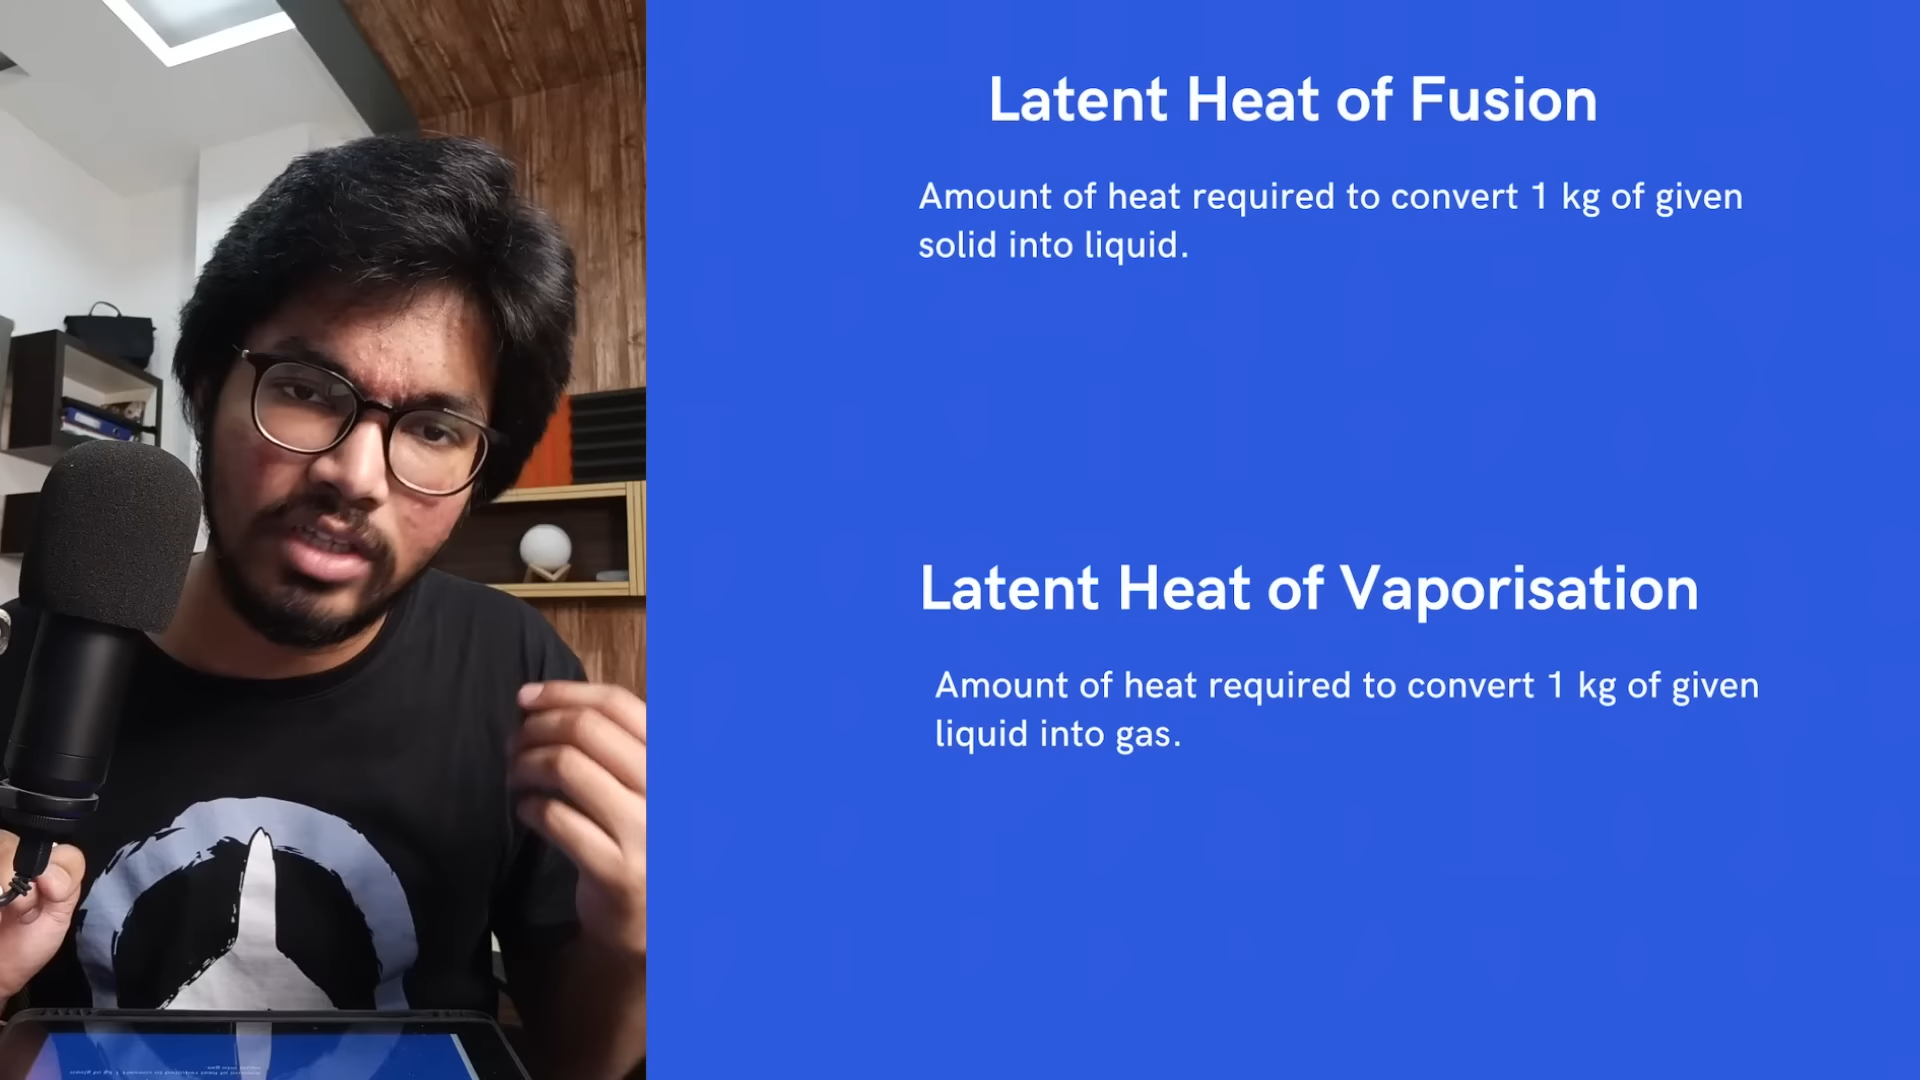 Latent Heat of Fusion
Amount of heat required to convert 1 kg of given
solid into liquid.
Latent Heat of Vaporisation
Amount of heat required to convert 1 kg of given
liquid into gas.